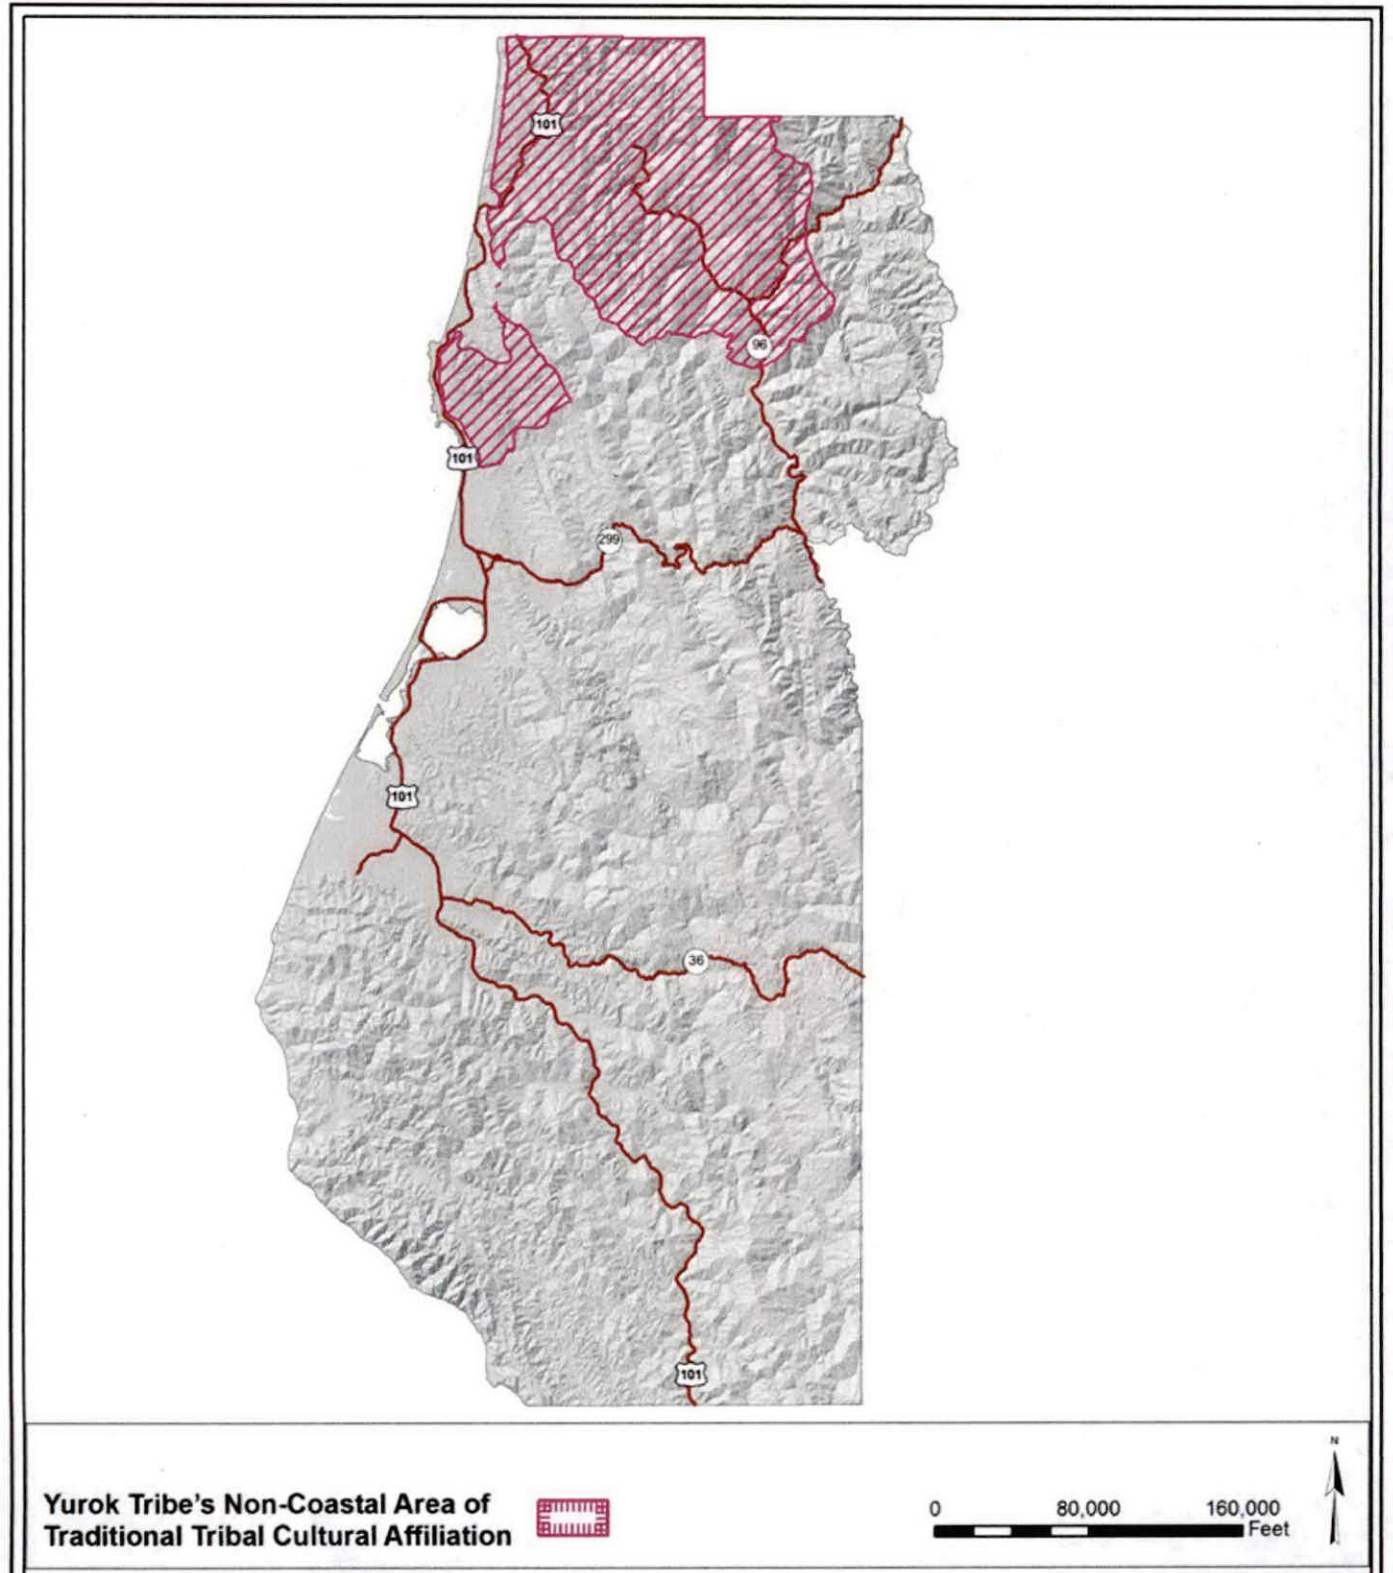 101
96
101
299
101
36
101
N
Yurok Tribe's Non-Coastal Area of
Traditional Tribal Cultural Affiliation
0 80,000 160,000
Feet